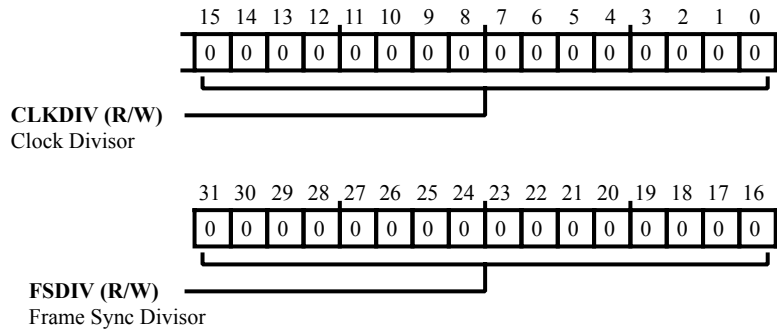 15 14 13 12 11 10 9 8 7 6 5 4 3 2 1 0
0 0 0 0 0 0 0 0 0 0 0 0 0 0 0 0
CLKDIV (R/W)
Clock Divisor
31 30 29 28 27 26 25 24 23 22 21 20 19 18 17 16
0 0 0 0 0 0 0 0 0 0 0 0 0 0 0 0
FSDIV (R/W)
Frame Sync Divisor